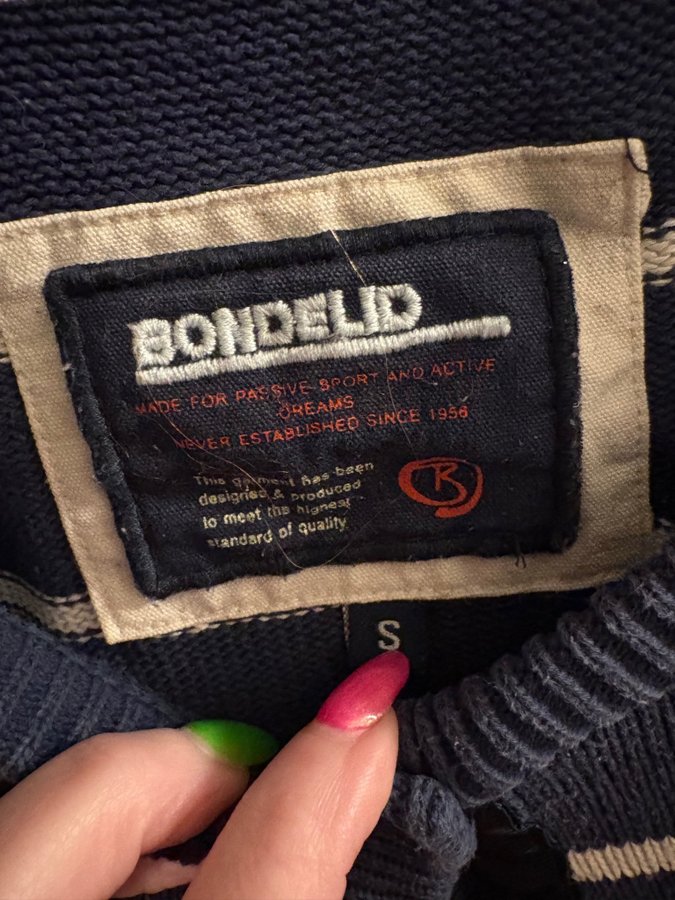 BONDELID
MADE FOR PASSIVE SPORT AND ACTIVE
DREAMS
NEVER ESTABLISHED SINCE 1956
This garment has been
designed & produced
to meet the highest
standard of quality
B
S